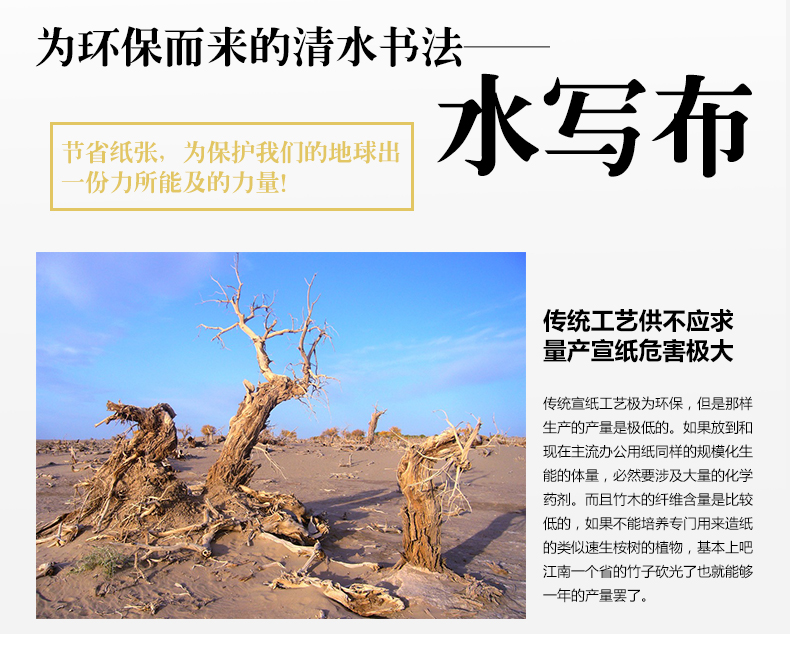 为环保而来的清水书法——
水写布
节省纸张，为保护我们的地球出
一份力所能及的力量!
传统工艺供不应求
量产宣纸危害极大
传统宣纸工艺极为环保，但是那样
生产的产量是极低的。如果放到和
现在主流办公用纸同样的规模化生
能的体量，必然要涉及大量的化学
药剂。而且竹木的纤维含量是比较
低的，如果不能培养专门用来造纸
的类似速生桉树的植物，基本上吧
江南一个省的竹子砍光了也就能够
一年的产量罢了。